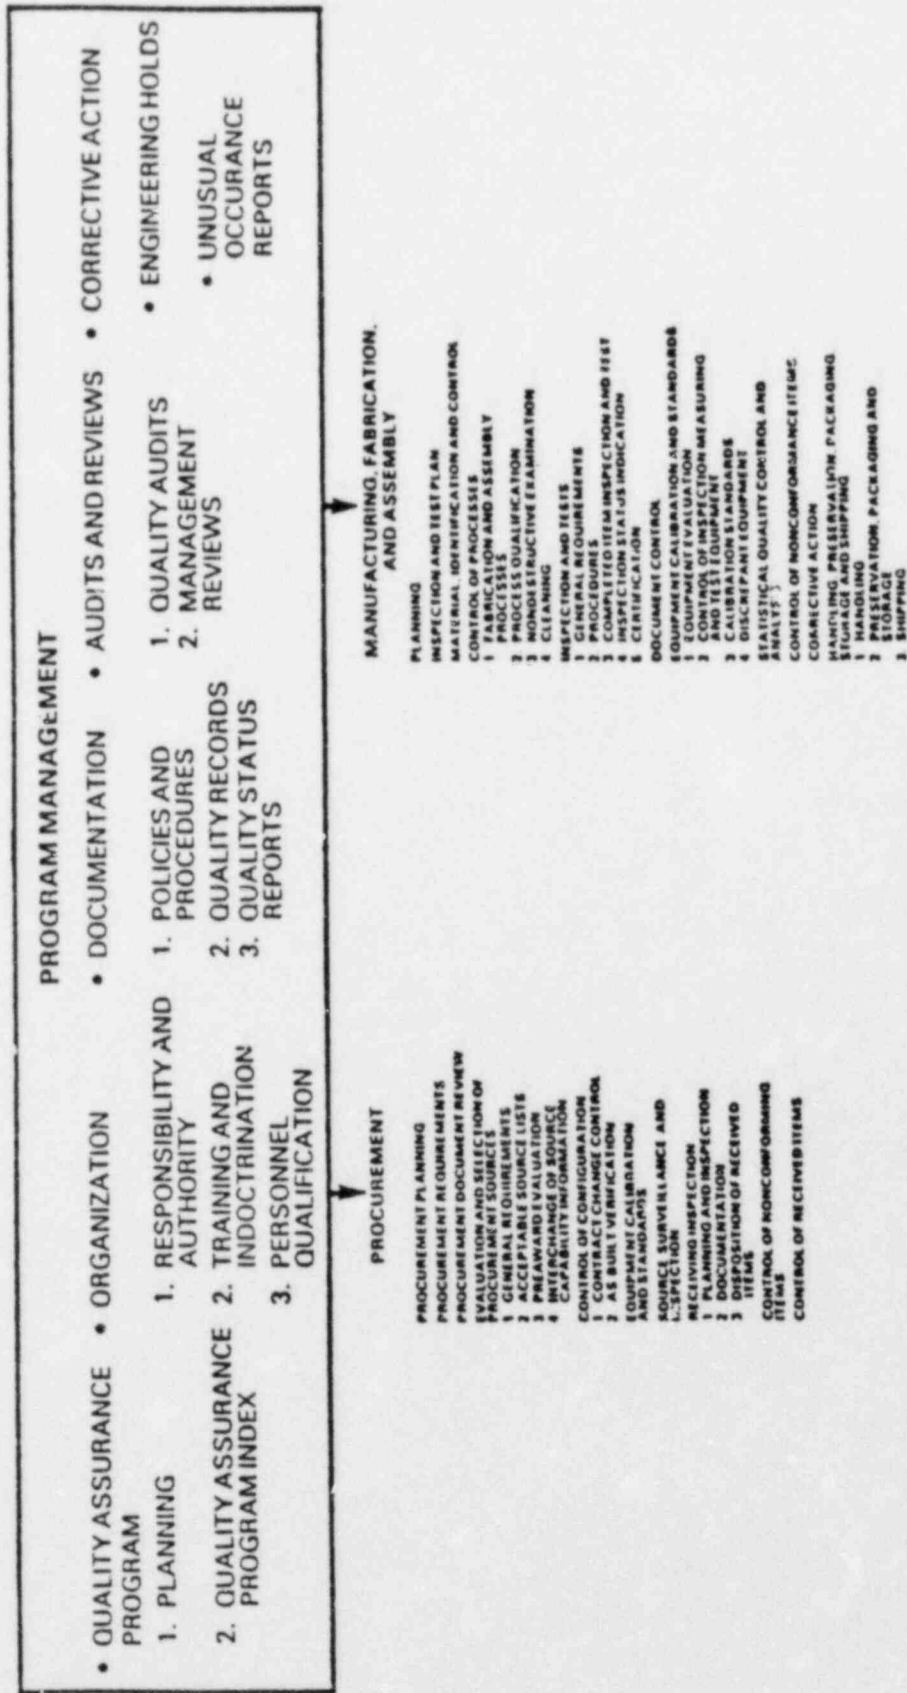 PROGRAM MANAGEMENT
• QUALITY ASSURANCE
PROGRAM
1. PLANNING
2. QUALITY ASSURANCE
PROGRAM INDEX
• ORGANIZATION
1. RESPONSIBILITY AND
AUTHORITY
2. TRAINING AND
INDOCTRINATION
3. PERSONNEL
QUALIFICATION
• DOCUMENTATION
1. POLICIES AND
PROCEDURES
2. QUALITY RECORDS
3. QUALITY STATUS
REPORTS
• AUDITS AND REVIEWS
1. QUALITY AUDITS
2. MANAGEMENT
REVIEWS
• CORRECTIVE ACTION
• ENGINEERING HOLDS
• UNUSUAL
OCCURANCE
REPORTS
PROCUREMENT
PROCUREMENT PLANNING
PROCUREMENT REQUIREMENTS
PROCUREMENT DOCUMENT REVIEW
EVALUATION AND SELECTION OF
PROCUREMENT SOURCES
1 GENERAL REQUIREMENTS
2 ACCEPTABLE SOURCE LISTS
3 PREAWARD EVALUATION
4 INTERCHANGE OF SOURCE
CAPABILITY INFORMATION
CONTROL OF CONFIGURATION
1 CONTRACT CHANGE CONTROL
2 AS BUILT VERIFICATION
EQUIPMENT CALIBRATION
AND STANDARDS
SOURCE SURVEILLANCE AND
INSPECTION
RECEIVING INSPECTION
1 PLANNING AND INSPECTION
2 DOCUMENTATION
3 DISPOSITION OF RECEIVED
ITEMS
CONTROL OF NONCONFORMING
ITEMS
CONTROL OF RECEIVED ITEMS
MANUFACTURING, FABRICATION,
AND ASSEMBLY
PLANNING
INSPECTION AND TEST PLAN
MATERIAL IDENTIFICATION AND CONTROL
CONTROL OF PROCESSES
1 FABRICATION AND ASSEMBLY
PROCESSES
2 PROCESS QUALIFICATION
3 NONDESTRUCTIVE EXAMINATION
4 CLEANING
INSPECTION AND TESTS
1 GENERAL REQUIREMENTS
2 PROCEDURES
3 COMPLETED ITEM INSPECTION AND TEST
4 INSPECTION STATUS INDICATION
5 CERTIFICATION
DOCUMENT CONTROL
EQUIPMENT CALIBRATION AND STANDARDS
1 EQUIPMENT EVALUATION
2 CONTROL OF INSPECTION MEASURING
AND TEST EQUIPMENT
3 CALIBRATION STANDARDS
4 DISCREPANT EQUIPMENT
STATISTICAL QUALITY CONTROL AND
ANALYSIS
CONTROL OF NONCONFORMANCE ITEMS
CORRECTIVE ACTION
HANDLING, PRESERVATION, PACKAGING
STORAGE AND SHIPPING
1 HANDLING
2 PRESERVATION, PACKAGING AND
STORAGE
3 SHIPPING